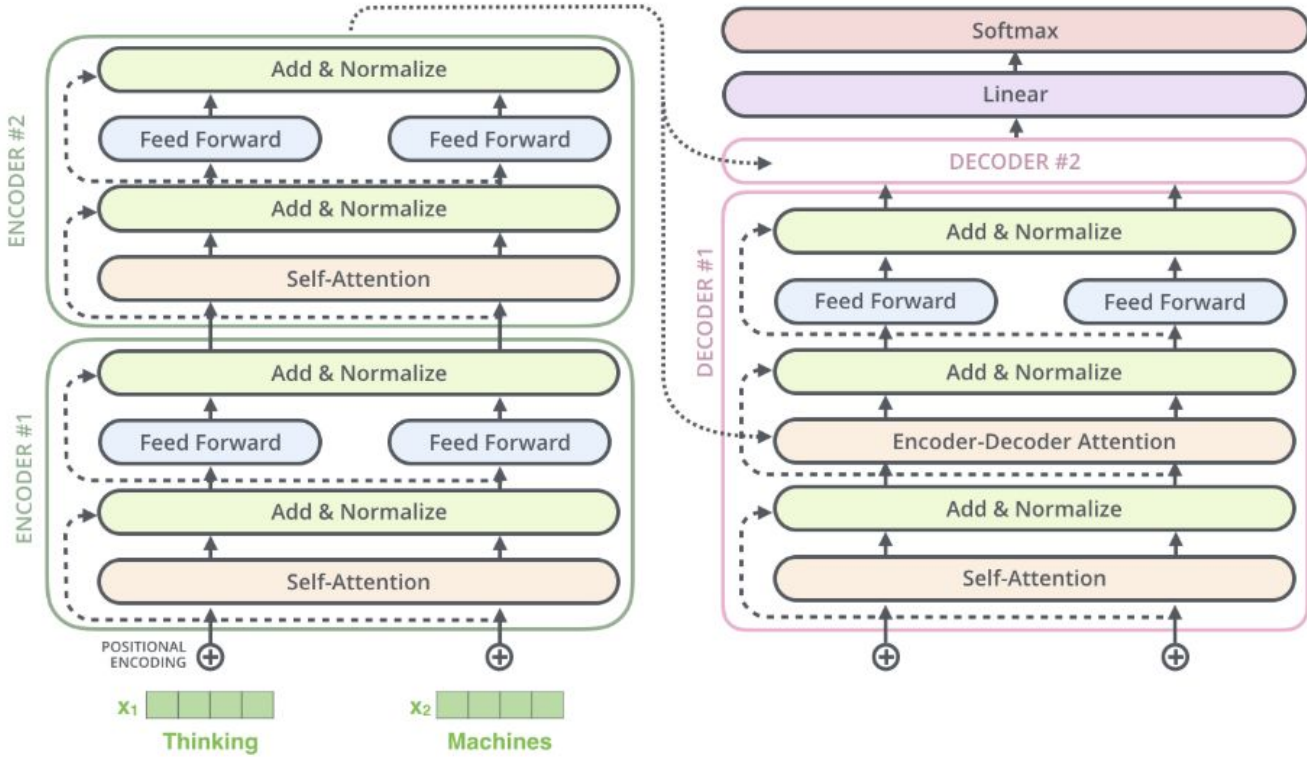 ENCODER #2
Add & Normalize
Feed Forward
Feed Forward
Add & Normalize
Self-Attention
ENCODER #1
Add & Normalize
Feed Forward
Feed Forward
Add & Normalize
Self-Attention
POSITIONAL
ENCODING
x₁
x₂
Thinking
Machines
Softmax
Linear
DECODER #2
DECODER #1
Add & Normalize
Feed Forward
Feed Forward
Add & Normalize
Encoder-Decoder Attention
Add & Normalize
Self-Attention